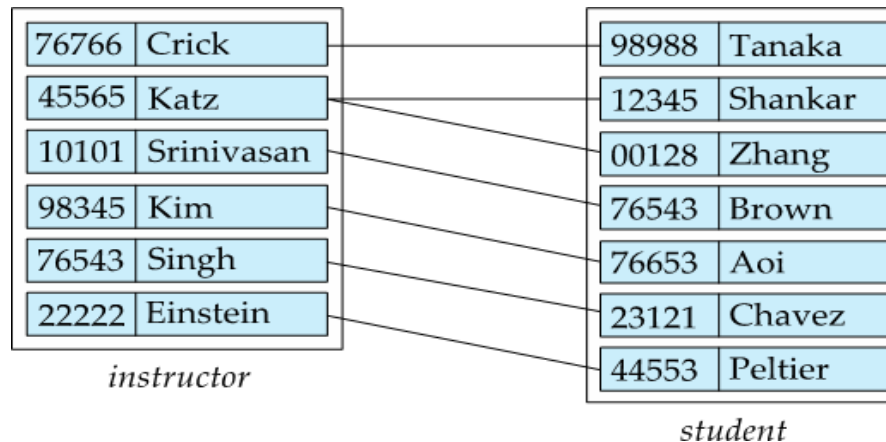 76766 Crick
45565 Katz
10101 Srinivasan
98345 Kim
76543 Singh
22222 Einstein
instructor
98988 Tanaka
12345 Shankar
00128 Zhang
76543 Brown
76653 Aoi
23121 Chavez
44553 Peltier
student